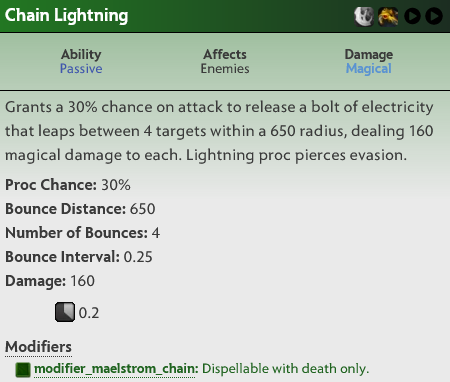 Chain Lightning
Ability
Passive
Affects
Enemies
Damage
Magical
Grants a 30% chance on attack to release a bolt of electricity
that leaps between 4 targets within a 650 radius, dealing 160
magical damage to each. Lightning proc pierces evasion.
Proc Chance: 30%
Bounce Distance: 650
Number of Bounces: 4
Bounce Interval: 0.25
Damage: 160
0.2
Modifiers
modifier_maelstrom_chain: Dispellable with death only.